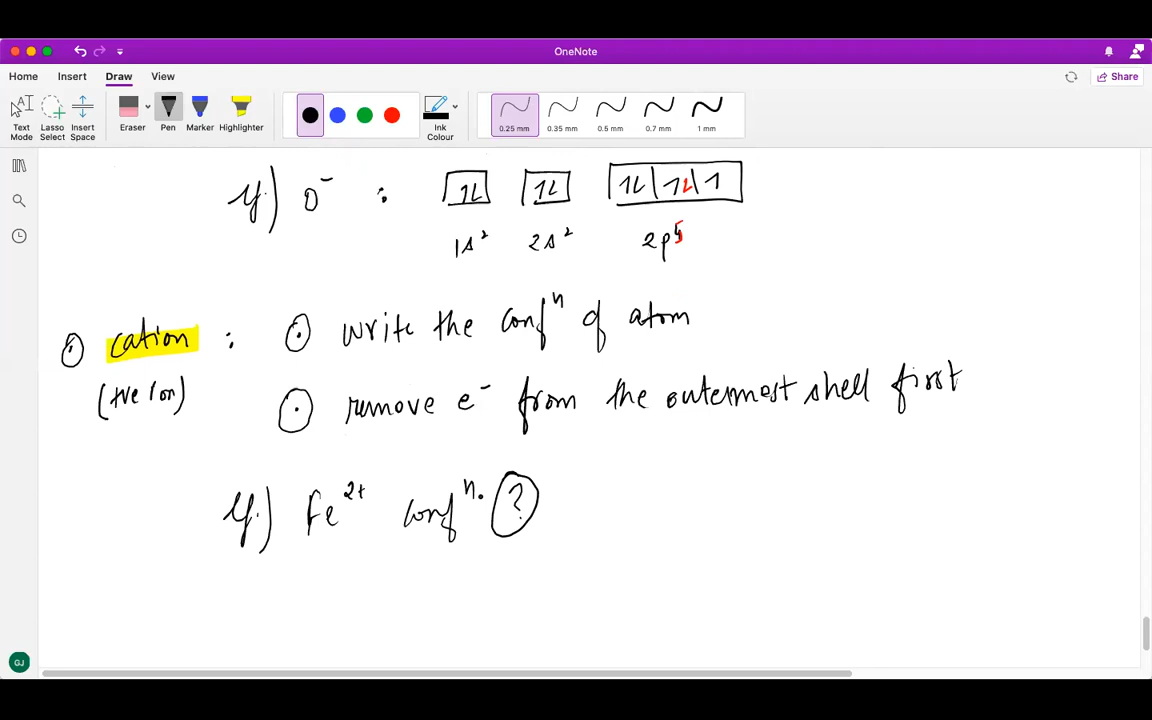 OneNote
Home Insert Draw View
Share
Text Mode
Lasso Select
Insert Space
Eraser
Pen
Marker
Highlighter
Ink Colour
0.25 mm
0.35 mm
0.5 mm
0.7 mm
1 mm
O⁻ : 1L 1L 1L 1L 1
1s² 2s² 2p⁵
cation : write the confⁿ of atom
(+ve ion)
remove e⁻ from the outermost shell first
Fe²⁺ confⁿ. ?
GJ